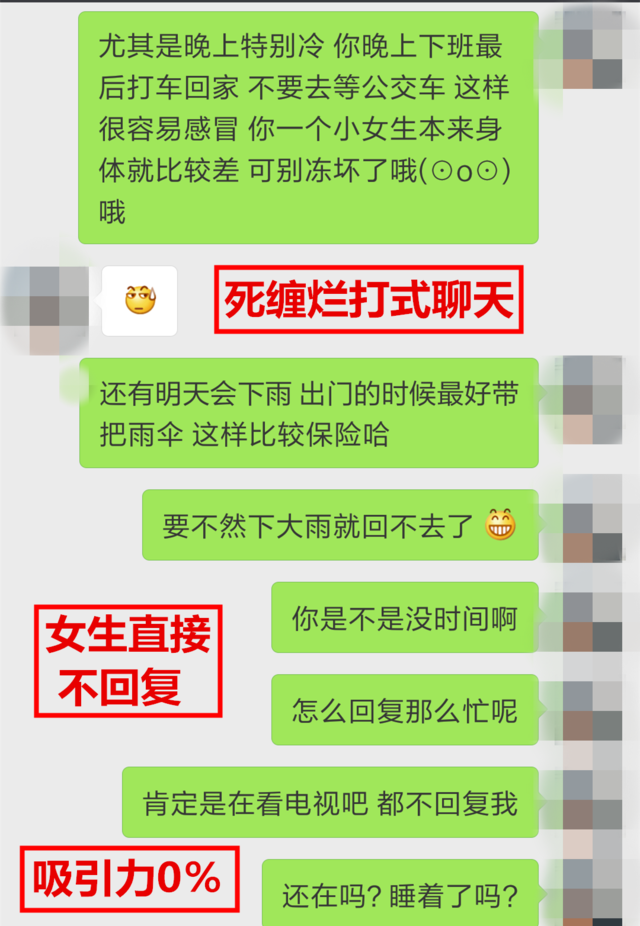 尤其是晚上特别冷 你晚上下班最
后打车回家 不要去等公交车 这样
很容易感冒 你一个小女生本来身
体就比较差 可别冻坏了哦(⊙o⊙)
哦
死缠烂打式聊天
还有明天会下雨 出门的时候最好带
把雨伞 这样比较保险哈
要不然下大雨就回不去了
你是不是没时间啊
女生直接
不回复
怎么回复那么忙呢
肯定是在看电视吧 都不回复我
吸引力0%
还在吗? 睡着了吗?